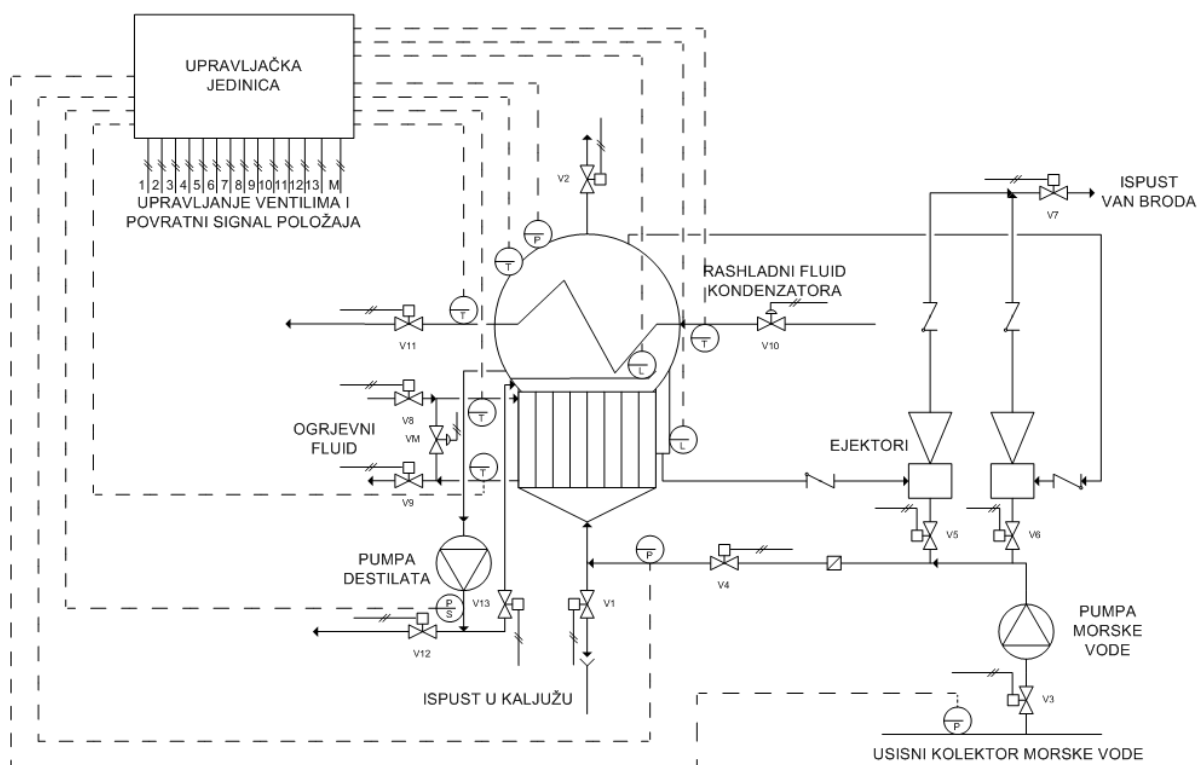 UPRAVLJAČKA
JEDINICA
1 2 3 4 5 6 7 8 9 10 11 12 13 M
UPRAVLJANJE VENTILIMA I
POVRATNI SIGNAL POLOŽAJA
V2
V7
ISPUST
VAN BRODA
P
T
T
RASHLADNI FLUID
KONDENZATORA
T
V11
V10
L
V8
T
OGRJEVNI
FLUID
VM
L
EJEKTORI
T
V9
V5
V6
PUMPA
DESTILATA
P
V4
P
S
V13
V1
PUMPA
MORSKE
VODE
V12
ISPUST U KALJUŽU
V3
P
USISNI KOLEKTOR MORSKE VODE